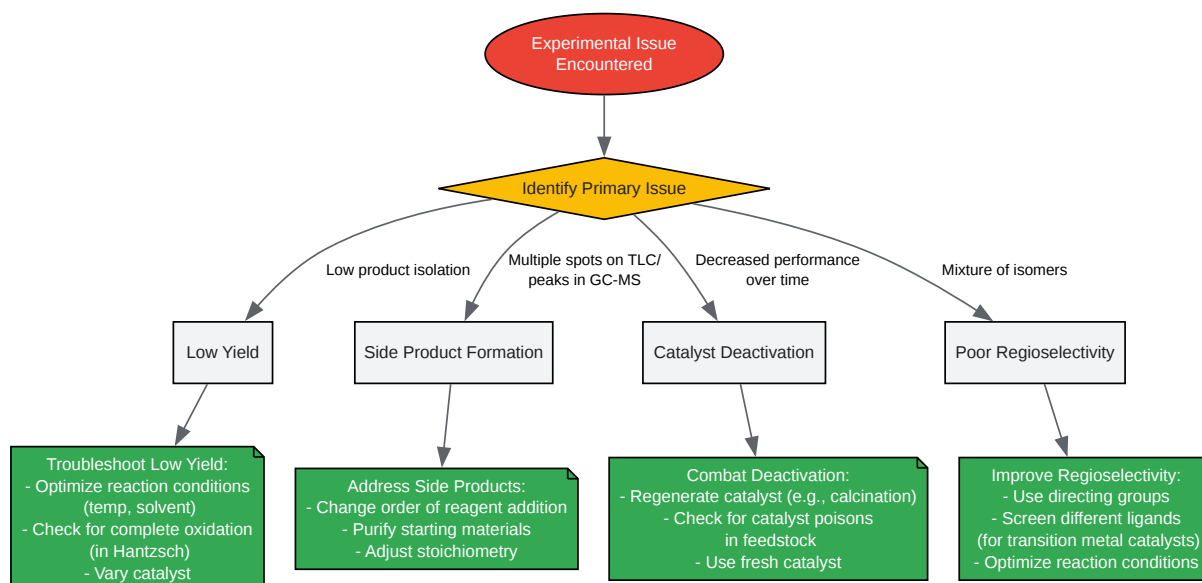 Experimental Issue
Encountered
Identify Primary Issue
Low product isolation
Multiple spots on TLC/
peaks in GC-MS
Decreased performance
over time
Mixture of isomers
Low Yield
Side Product Formation
Catalyst Deactivation
Poor Regioselectivity
Troubleshoot Low Yield:
- Optimize reaction conditions
(temp, solvent)
- Check for complete oxidation
(in Hantzsch)
- Vary catalyst
Address Side Products:
- Change order of reagent addition
- Purify starting materials
- Adjust stoichiometry
Combat Deactivation:
- Regenerate catalyst (e.g., calcination)
- Check for catalyst poisons
in feedstock
- Use fresh catalyst
Improve Regioselectivity:
- Use directing groups
- Screen different ligands
(for transition metal catalysts)
- Optimize reaction conditions